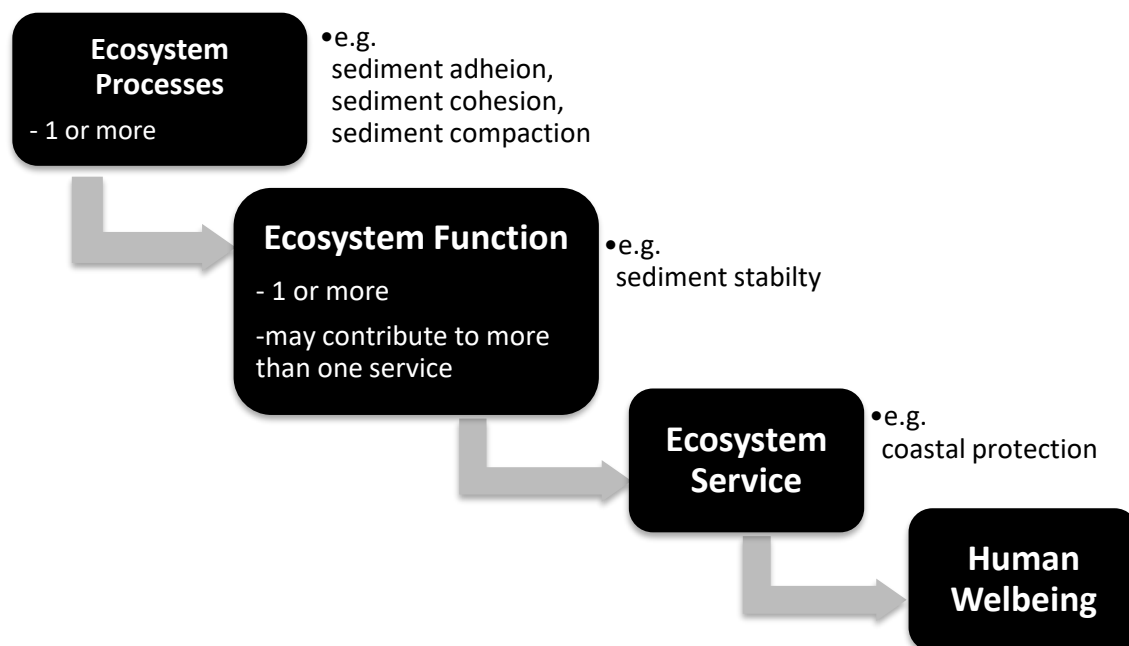 Ecosystem
Processes
- 1 or more
•e.g.
sediment adheion,
sediment cohesion,
sediment compaction
Ecosystem Function
- 1 or more
-may contribute to more
than one service
•e.g.
sediment stabilty
Ecosystem
Service
•e.g.
coastal protection
Human
Welbeing